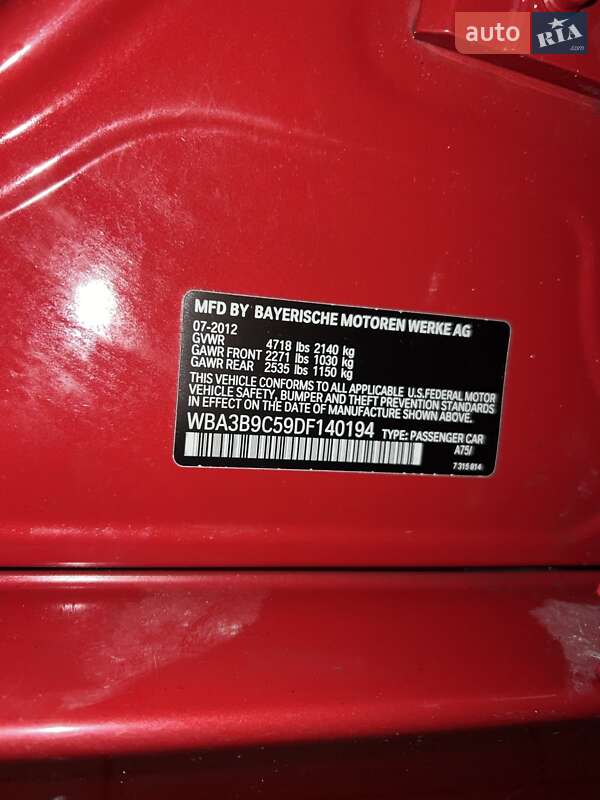 auto RIA .com
MFD BY BAYERISCHE MOTOREN WERKE AG
07-2012
GVWR 4718 lbs 2140 kg
GAWR FRONT 2271 lbs 1030 kg
GAWR REAR 2535 lbs 1150 kg
THIS VEHICLE CONFORMS TO ALL APPLICABLE U.S.FEDERAL MOTOR
VEHICLE SAFETY, BUMPER AND THEFT PREVENTION STANDARDS
IN EFFECT ON THE DATE OF MANUFACTURE SHOWN ABOVE.
WBA3B9C59DF140194 TYPE: PASSENGER CAR
A75/
7 315 814